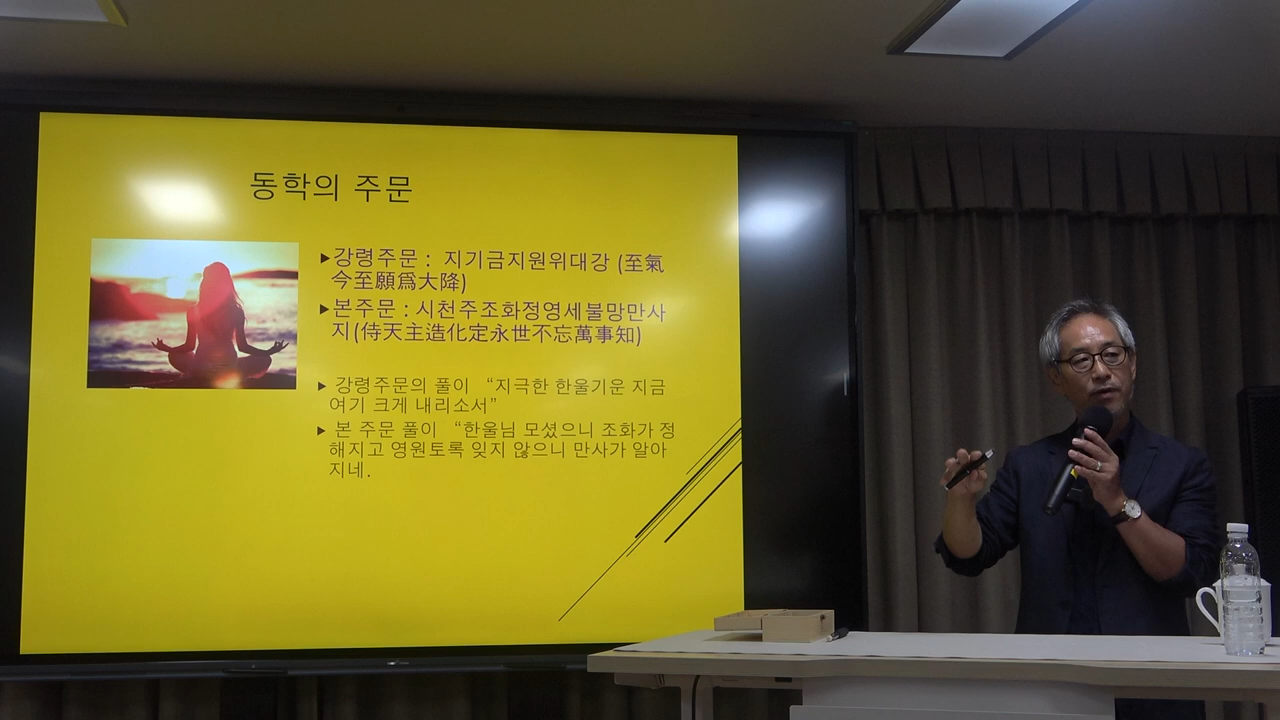 동학의 주문
▶강령주문 : 지기금지원위대강 (至氣
今至願爲大降)
▶본주문 : 시천주조화정영세불망만사
지(侍天主造化定永世不忘萬事知)
▶ 강령주문의 풀이 “지극한 한울기운 지금
여기 크게 내리소서”
▶ 본 주문 풀이 “한울님 모셨으니 조화가 정
해지고 영원토록 잊지 않으니 만사가 알아
지네.